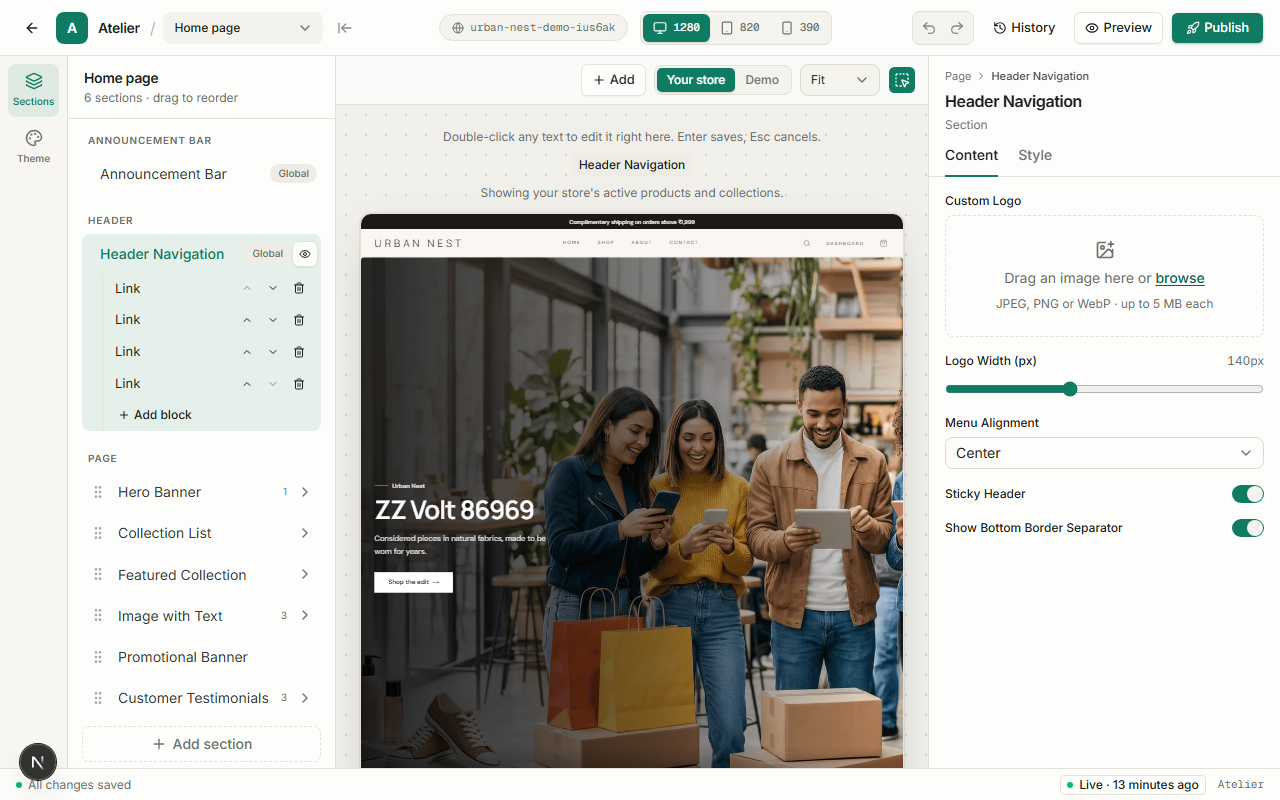 A
Atelier
/
Home page
urban-nest-demo-ius6ak
1280
820
390
History
Preview
Publish
Sections
Theme
Home page
6 sections · drag to reorder
ANNOUNCEMENT BAR
Announcement Bar
Global
HEADER
Header Navigation
Global
Link
Link
Link
Link
+ Add block
PAGE
Hero Banner 1
Collection List
Featured Collection
Image with Text 3
Promotional Banner
Customer Testimonials 3
+ Add section
+ Add
Your store
Demo
Fit
Double-click any text to edit it right here. Enter saves, Esc cancels.
Header Navigation
Showing your store's active products and collections.
Complimentary shipping on orders above ₹1,999
URBAN NEST
HOME
SHOP
ABOUT
CONTACT
DASHBOARD
Urban Nest
ZZ Volt 86969
Considered pieces in natural fabrics, made to be
worn for years.
Shop the edit →
Page > Header Navigation
Header Navigation
Section
Content
Style
Custom Logo
Drag an image here or browse
JPEG, PNG or WebP · up to 5 MB each
Logo Width (px)
140px
Menu Alignment
Center
Sticky Header
Show Bottom Border Separator
N
All changes saved
Live · 13 minutes ago
Atelier